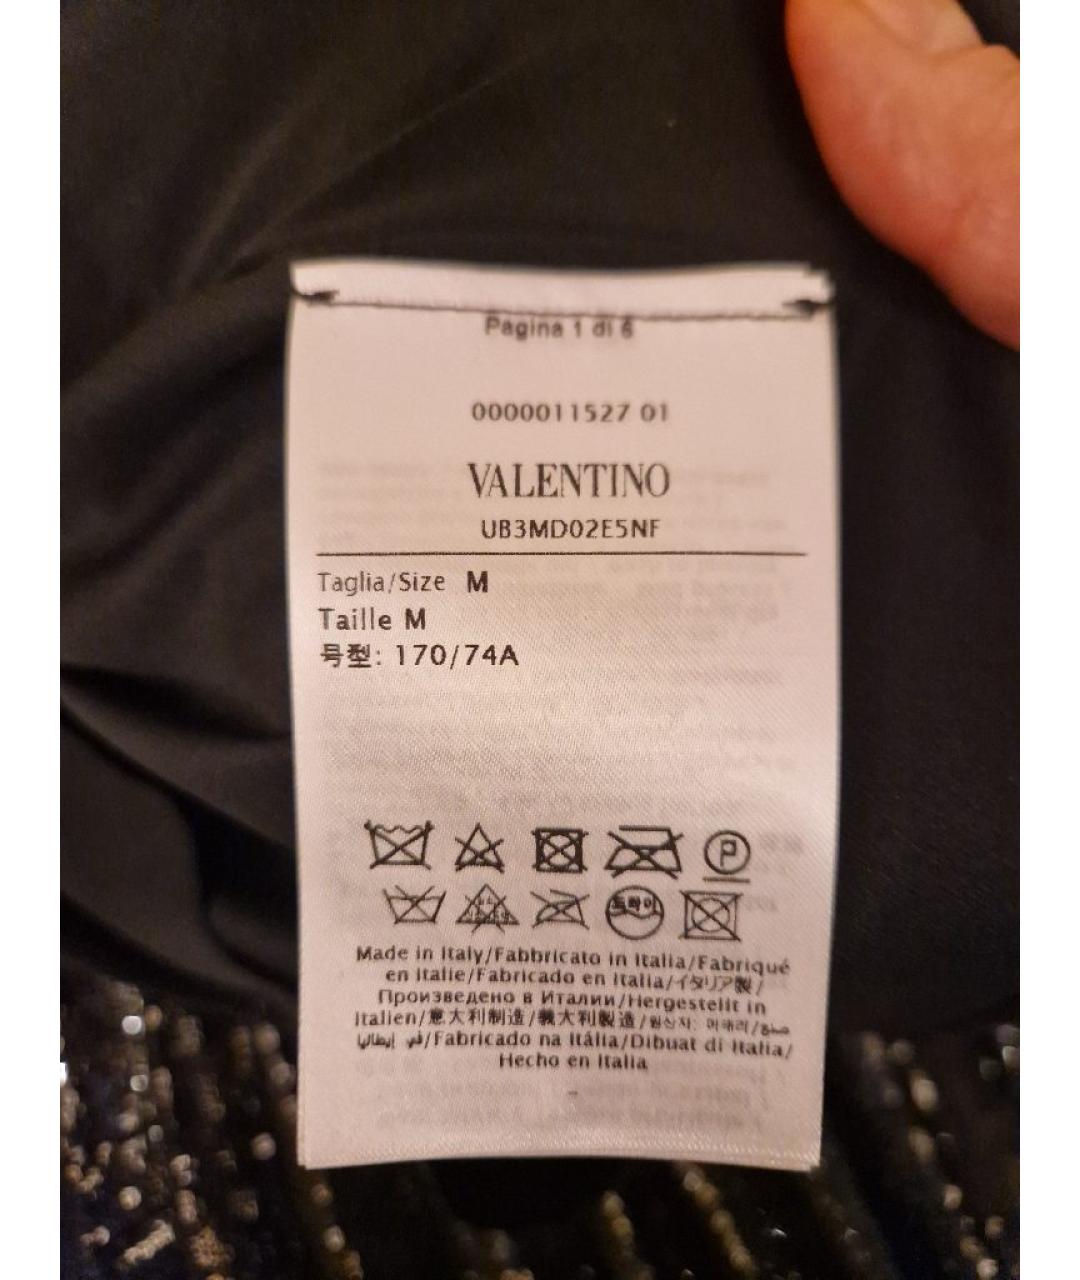 Pagina 1 di 6
0000011527 01
VALENTINO
UB3MD02E5NF
Taglia/Size M
Taille M
号型: 170/74A
P
드라이
Made in Italy/Fabbricato in Italia/Fabriqué
en Italie/Fabricado en Italia/イタリア製/
Произведено в Италии/Hergestellt in
Italien/意大利制造/義大利製造/원산지: 이태리/صنع
في إيطاليا/Fabricado na Itália/Dibuat di Italia/
Hecho en Italia